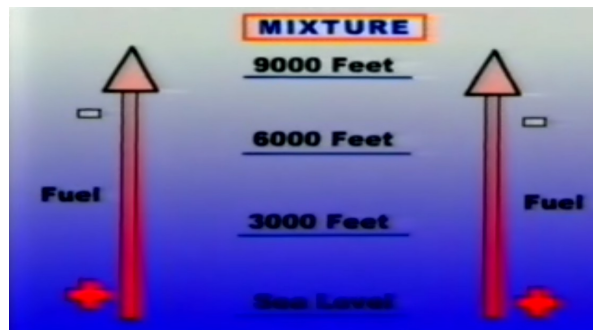 MIXTURE
9000 Feet
6000 Feet
Fuel
Fuel
3000 Feet
Sea Level